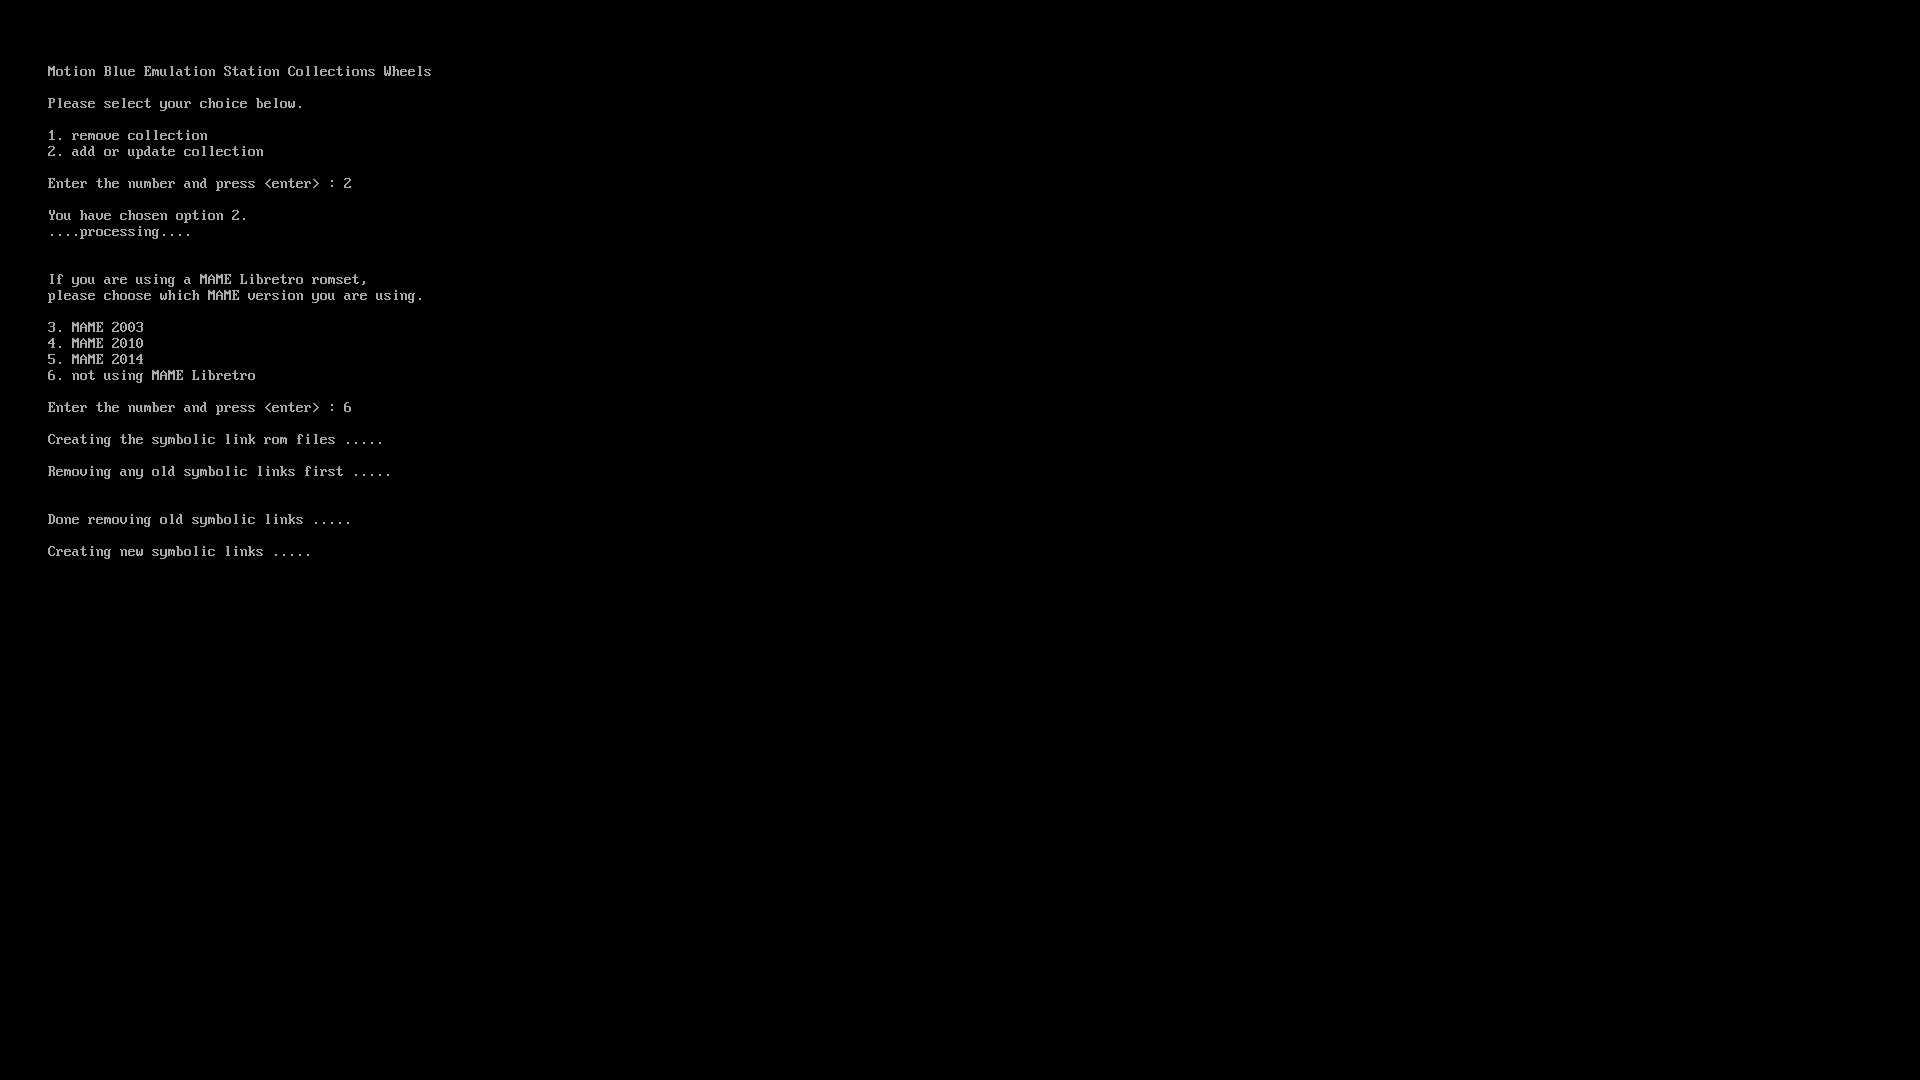 Motion Blue Emulation Station Collections Wheels
Please select your choice below.
1. remove collection
2. add or update collection
Enter the number and press <enter> : 2
You have chosen option 2.
....processing....
If you are using a MAME Libretro romset,
please choose which MAME version you are using.
3. MAME 2003
4. MAME 2010
5. MAME 2014
6. not using MAME Libretro
Enter the number and press <enter> : 6
Creating the symbolic link rom files .....
Removing any old symbolic links first .....
Done removing old symbolic links .....
Creating new symbolic links .....